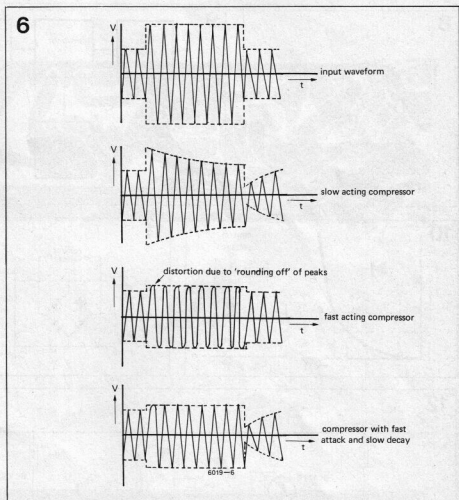 6
V
t
input waveform
V
t
slow acting compressor
distortion due to 'rounding off' of peaks
V
t
fast acting compressor
V
t
compressor with fast
attack and slow decay
6019—6